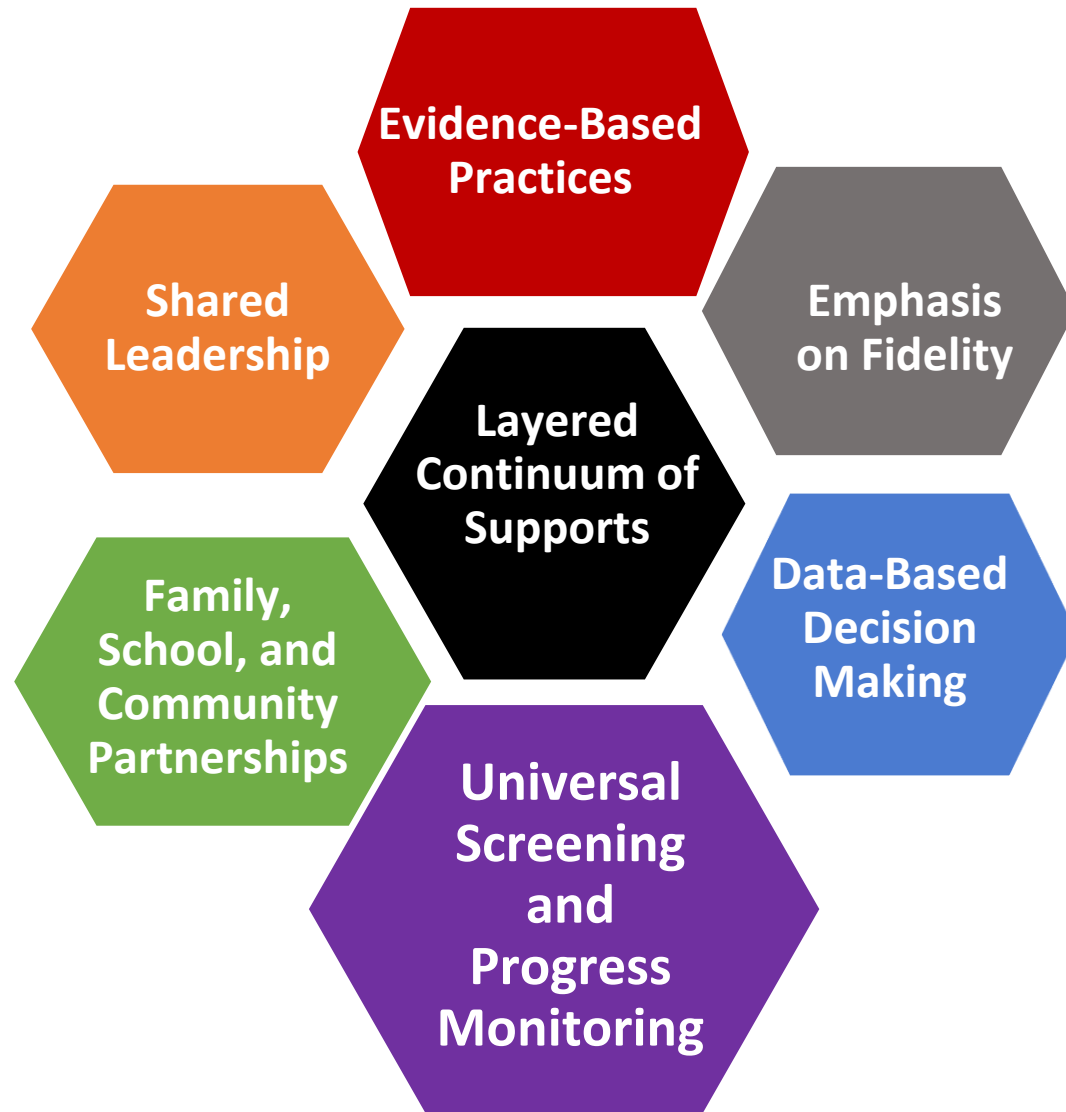 Evidence-Based
Practices
Shared
Leadership
Emphasis
on Fidelity
Layered
Continuum of
Supports
Family,
School, and
Community
Partnerships
Data-Based
Decision
Making
Universal
Screening
and
Progress
Monitoring